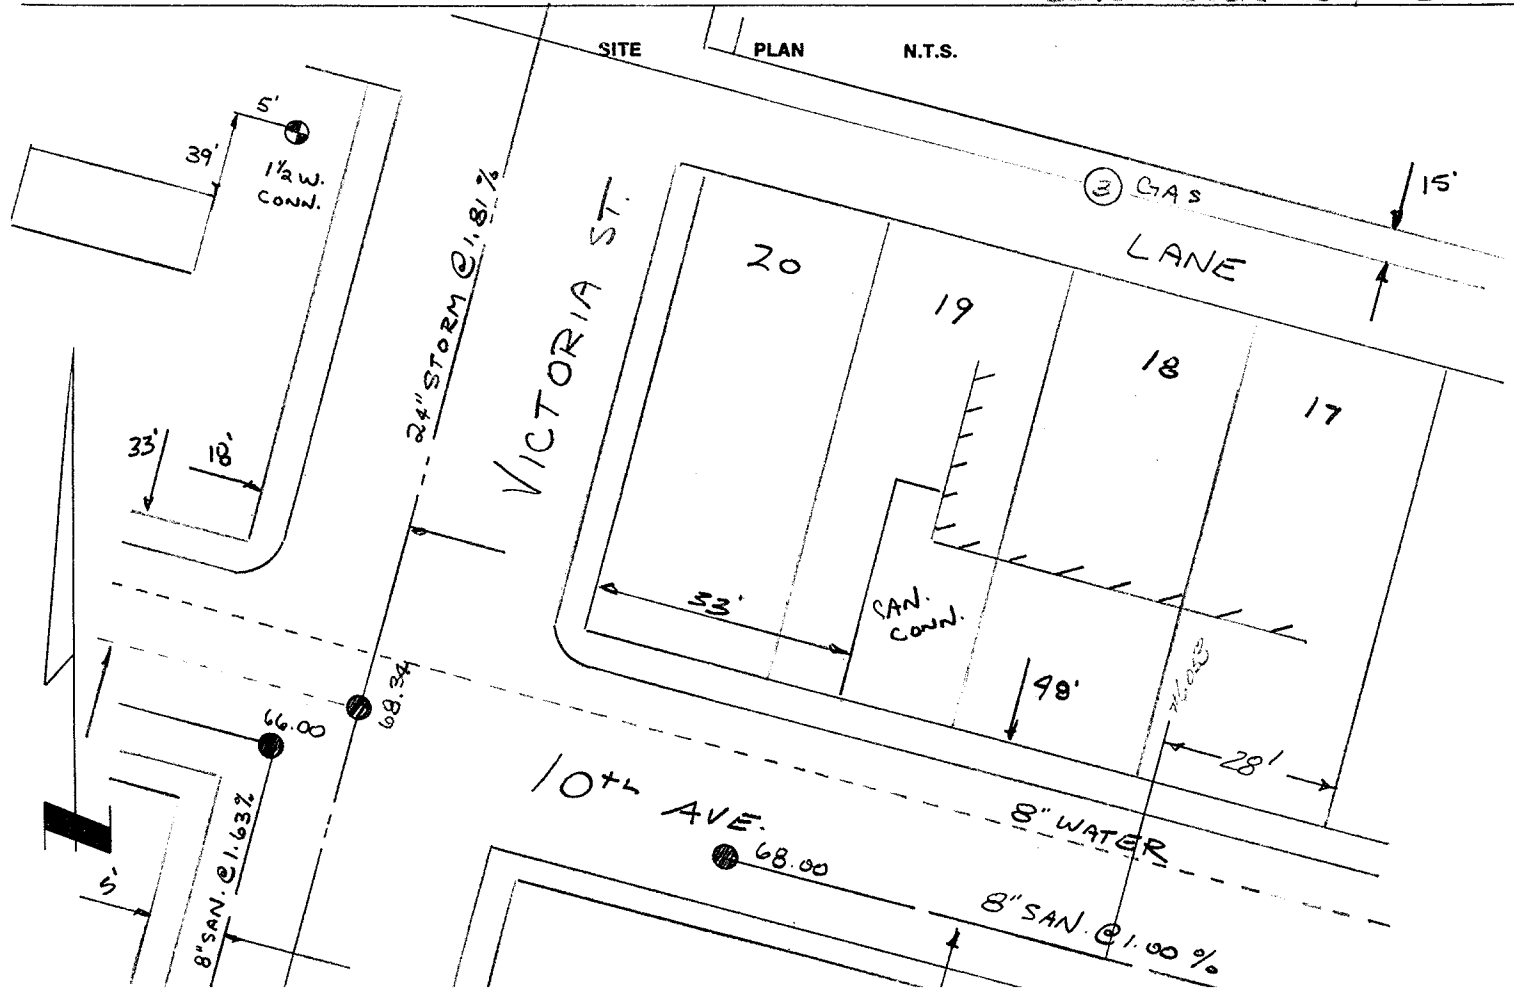 SITE PLAN N.T.S.
5'
39'
1½ W.
CONN.
24" STORM @ 1.81 %
VICTORIA ST.
20
19
18
17
3 GAS
LANE
15'
33'
18'
33'
SAN.
CONN.
48'
28'
66.00
68.34
10th AVE.
8" WATER
68.00
8" SAN. @ 1.00 %
8" SAN. @ 1.63%
5'